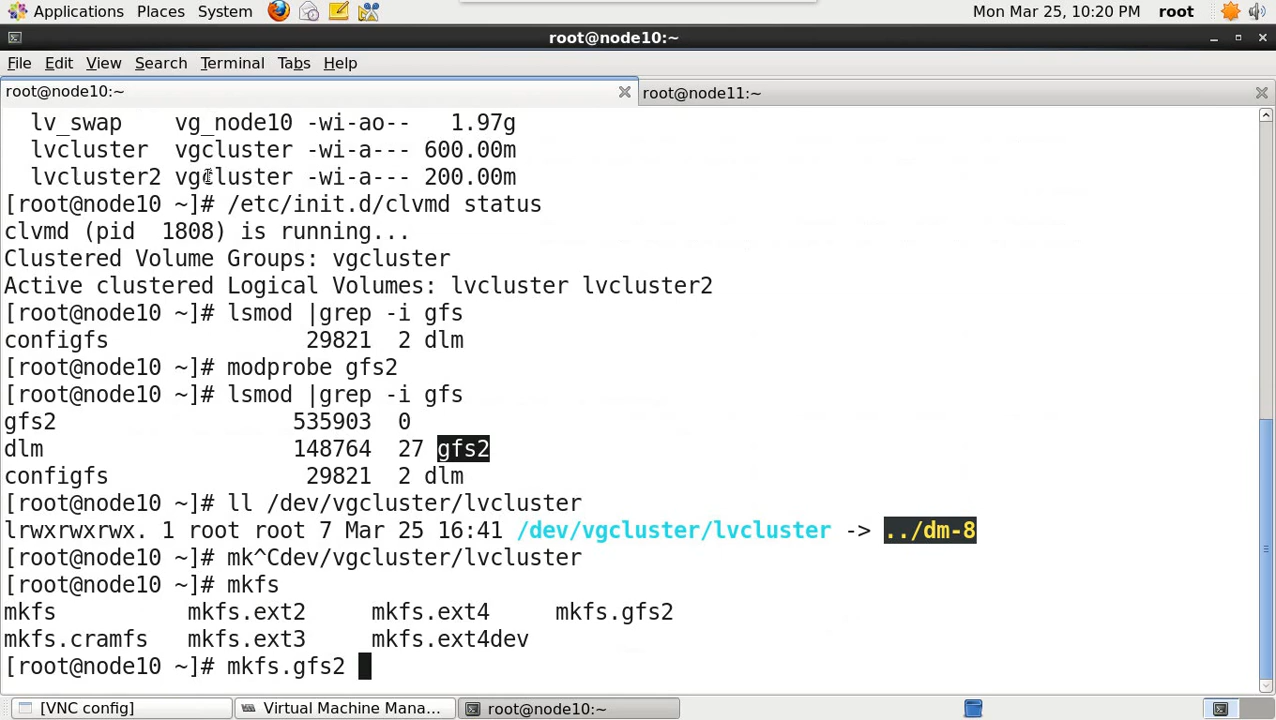 Applications Places System Mon Mar 25, 10:20 PM root
root@node10:~
File Edit View Search Terminal Tabs Help
root@node10:~ root@node11:~
lv_swap vg_node10 -wi-ao-- 1.97g
lvcluster vgcluster -wi-a--- 600.00m
lvcluster2 vgcluster -wi-a--- 200.00m
[root@node10 ~]# /etc/init.d/clvmd status
clvmd (pid 1808) is running...
Clustered Volume Groups: vgcluster
Active clustered Logical Volumes: lvcluster lvcluster2
[root@node10 ~]# lsmod |grep -i gfs
configfs 29821 2 dlm
[root@node10 ~]# modprobe gfs2
[root@node10 ~]# lsmod |grep -i gfs
gfs2 535903 0
dlm 148764 27 gfs2
configfs 29821 2 dlm
[root@node10 ~]# ll /dev/vgcluster/lvcluster
lrwxrwxrwx. 1 root root 7 Mar 25 16:41 /dev/vgcluster/lvcluster -> ../dm-8
[root@node10 ~]# mk^Cdev/vgcluster/lvcluster
[root@node10 ~]# mkfs
mkfs mkfs.ext2 mkfs.ext4 mkfs.gfs2
mkfs.cramfs mkfs.ext3 mkfs.ext4dev
[root@node10 ~]# mkfs.gfs2
[VNC config] Virtual Machine Mana... root@node10:~